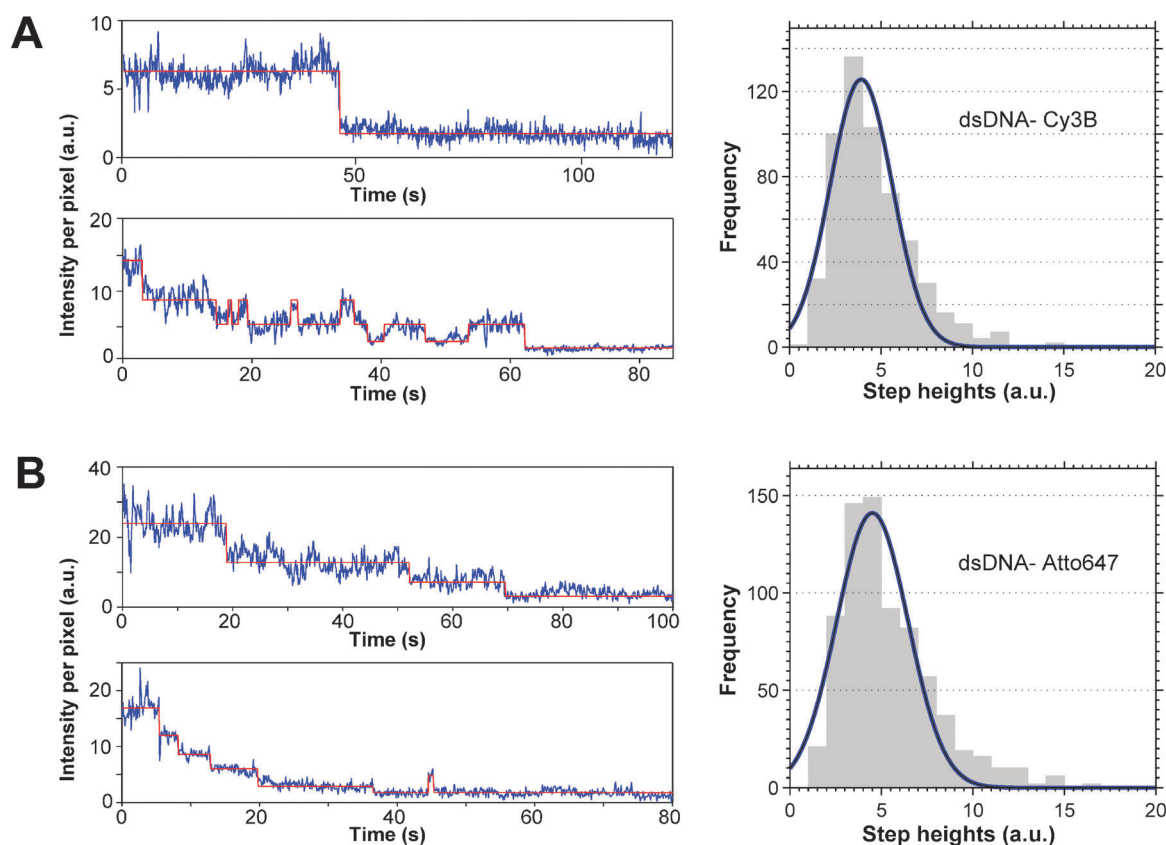 A
Intensity per pixel (a.u.)
10
5
0
0 50 100
Time (s)
20
10
0
0 20 40 60 80
Time (s)
dsDNA- Cy3B
Frequency
120
80
40
0
0 5 10 15 20
Step heights (a.u.)
B
Intensity per pixel (a.u.)
40
20
0
0 20 40 60 80 100
Time (s)
20
10
0
0 20 40 60 80
Time (s)
dsDNA- Atto647
Frequency
150
100
50
0
0 5 10 15 20
Step heights (a.u.)